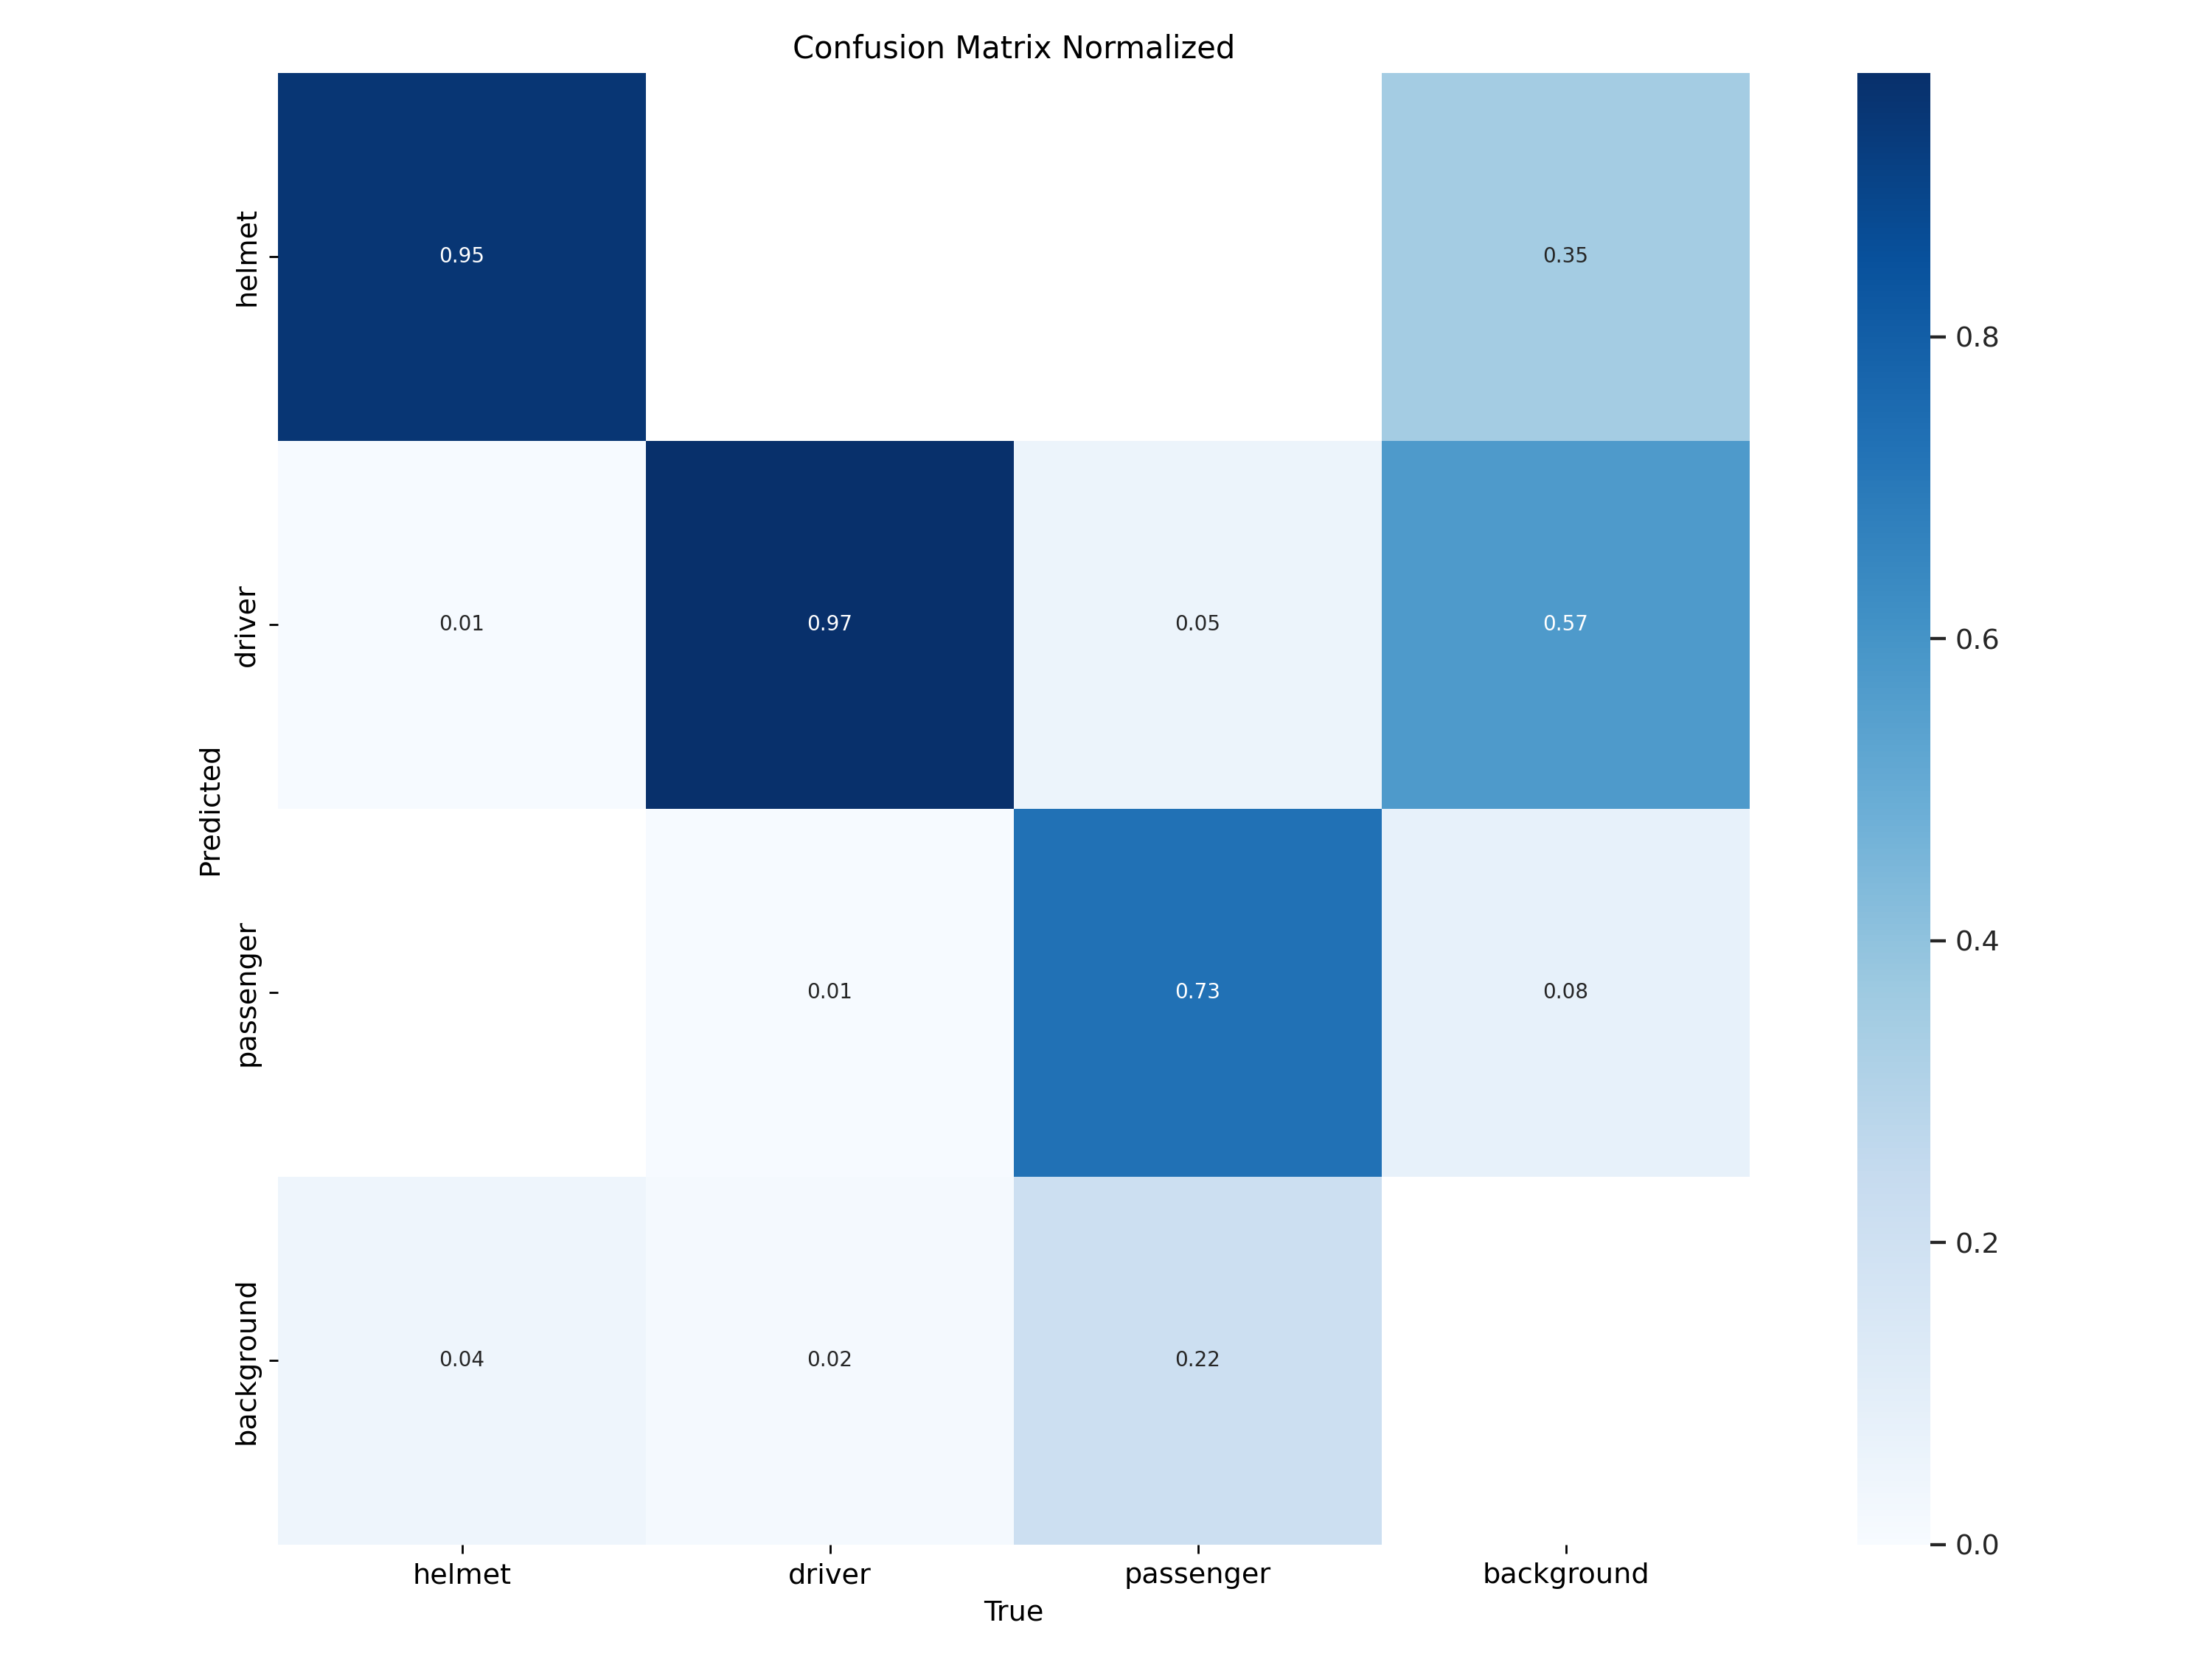 Confusion Matrix Normalized
helmet
0.95
0.35
0.8
driver
0.01
0.97
0.05
0.57
0.6
Predicted
passenger
0.01
0.73
0.08
0.4
background
0.04
0.02
0.22
0.2
0.0
helmet
driver
passenger
background
True